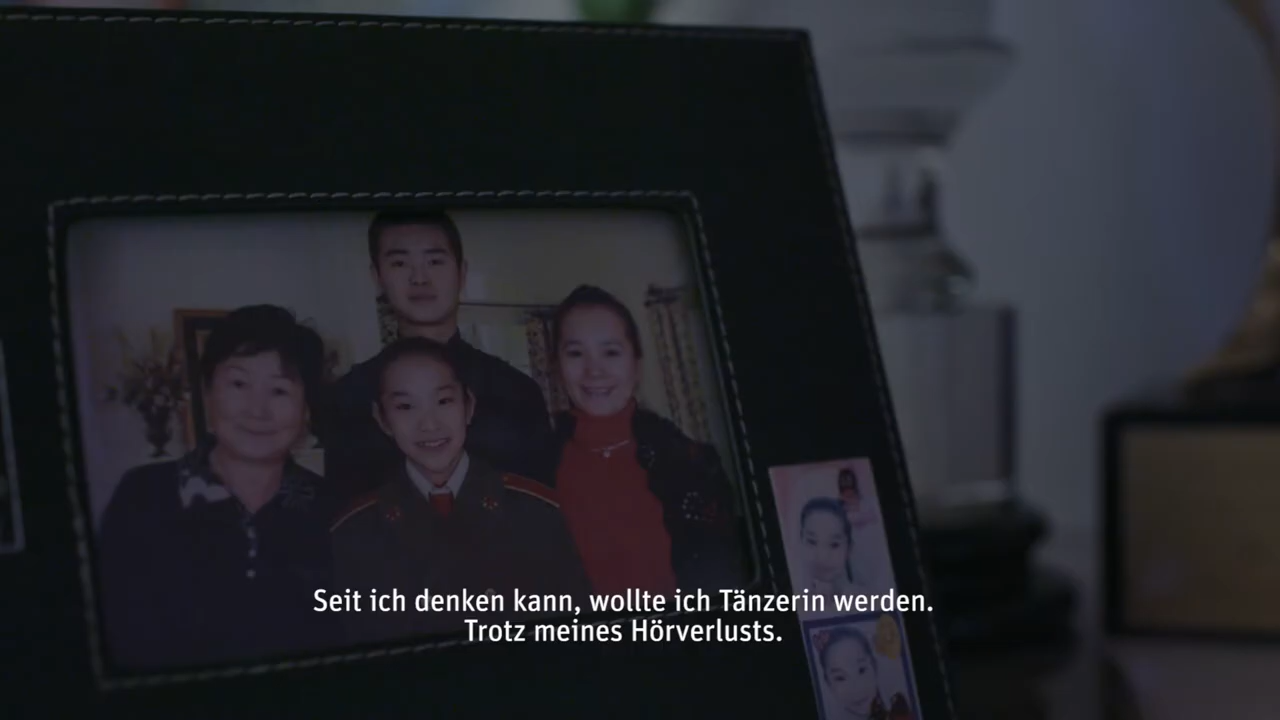 Seit ich denken kann, wollte ich Tänzerin werden.
Trotz meines Hörverlusts.